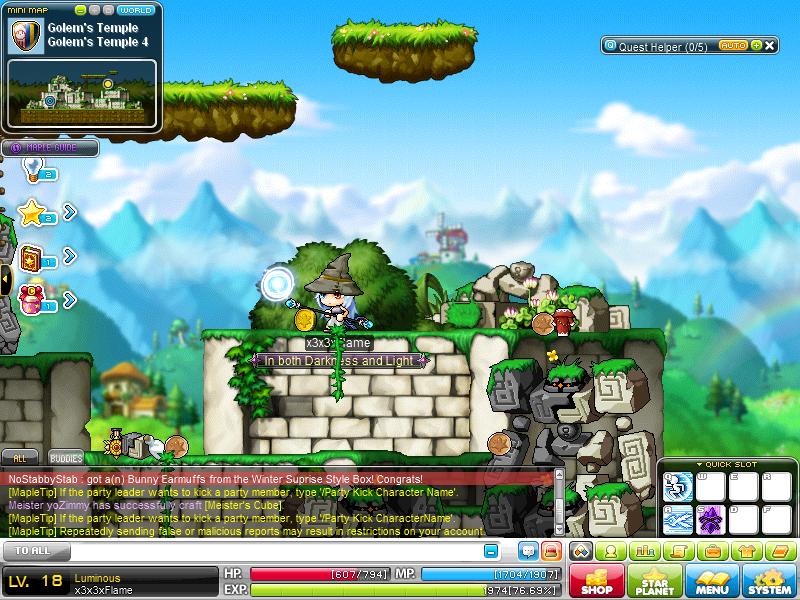 MINI MAP WORLD
Golem's Temple
Golem's Temple 4
Quest Helper (0/5) AUTO
MAPLE GUIDE
2
2
1
1
In both Darkness and Light
ALL BUDDIES
NoStabbyStab : got a(n) Bunny Earmuffs from the Winter Suprise Style Box! Congrats!
[MapleTip] If the party leader wants to kick a party member, type '/Party Kick Character Name'.
Meister yoZimmy has successfully craft [Meister's Cube].
[MapleTip] If the party leader wants to kick a party member, type '/Party Kick CharacterName'.
[MapleTip] Repeatedly sending false or malicious reports may result in restrictions on your account.
QUICK SLOT
TO ALL
LV. 18 Luminous
x3x3xFlame
HP. [607/794] MP. [1704/1907]
EXP. 974[76.69%]
SHOP
STAR PLANET
MENU
SYSTEM